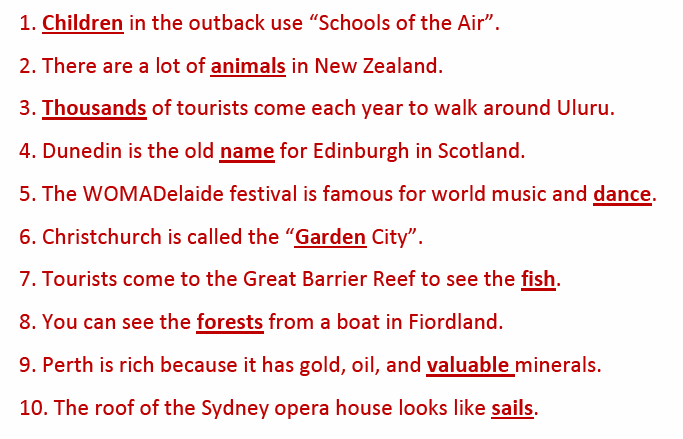 1. Children in the outback use “Schools of the Air”.
2. There are a lot of animals in New Zealand.
3. Thousands of tourists come each year to walk around Uluru.
4. Dunedin is the old name for Edinburgh in Scotland.
5. The WOMADelaide festival is famous for world music and dance.
6. Christchurch is called the “Garden City”.
7. Tourists come to the Great Barrier Reef to see the fish.
8. You can see the forests from a boat in Fiordland.
9. Perth is rich because it has gold, oil, and valuable minerals.
10. The roof of the Sydney opera house looks like sails.